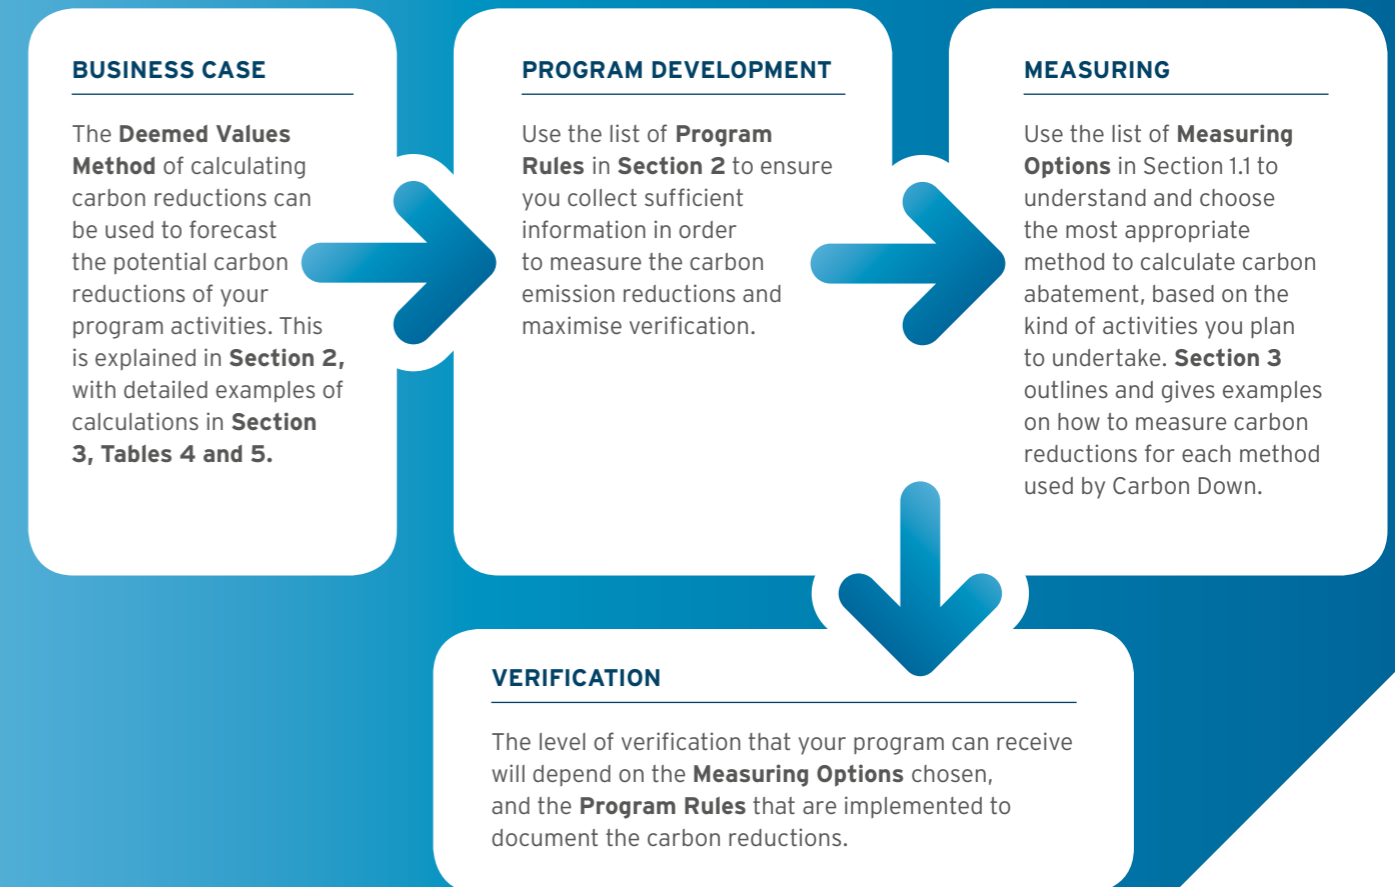 BUSINESS CASE
The Deemed Values
Method of calculating
carbon reductions can
be used to forecast
the potential carbon
reductions of your
program activities. This
is explained in Section 2,
with detailed examples of
calculations in Section
3, Tables 4 and 5.
PROGRAM DEVELOPMENT
Use the list of Program
Rules in Section 2 to ensure
you collect sufficient
information in order
to measure the carbon
emission reductions and
maximise verification.
MEASURING
Use the list of Measuring
Options in Section 1.1 to
understand and choose
the most appropriate
method to calculate carbon
abatement, based on the
kind of activities you plan
to undertake. Section 3
outlines and gives examples
on how to measure carbon
reductions for each method
used by Carbon Down.
VERIFICATION
The level of verification that your program can receive
will depend on the Measuring Options chosen,
and the Program Rules that are implemented to
document the carbon reductions.